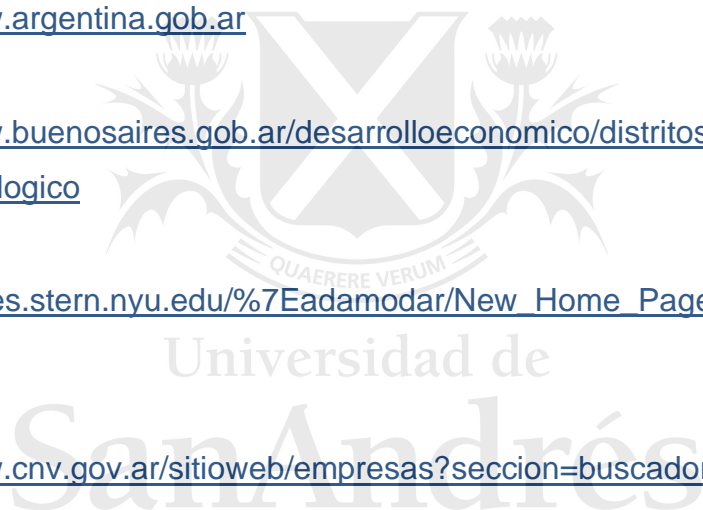 .argentina.gob.ar
.buenosaires.gob.ar/desarrolloeconomico/distritos
logico
es.stern.nyu.edu/%7Eadamodar/New_Home_Page
QUAERERE VERUM
Universidad de
SanAndrés
.cnv.gov.ar/sitioweb/empresas?seccion=buscador